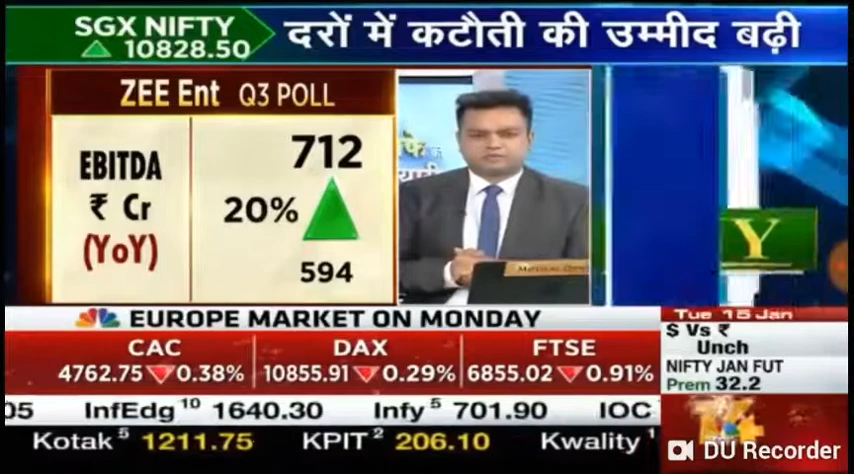 SGX NIFTY
10828.50
दरों में कटौती की उम्मीद बढ़ी
ZEE Ent Q3 POLL
EBITDA
₹ Cr
(YoY)
712
20%
594
Y
EUROPE MARKET ON MONDAY
CAC
4762.75 0.38%
DAX
10855.91 0.29%
FTSE
6855.02 0.91%
Tue 15 Jan
$ Vs ₹
Unch
NIFTY JAN FUT
Prem 32.2
05 InfEdg 10 1640.30 Infy 5 701.90 IOC
Kotak 5 1211.75 KPIT 2 206.10 Kwality 1
DU Recorder